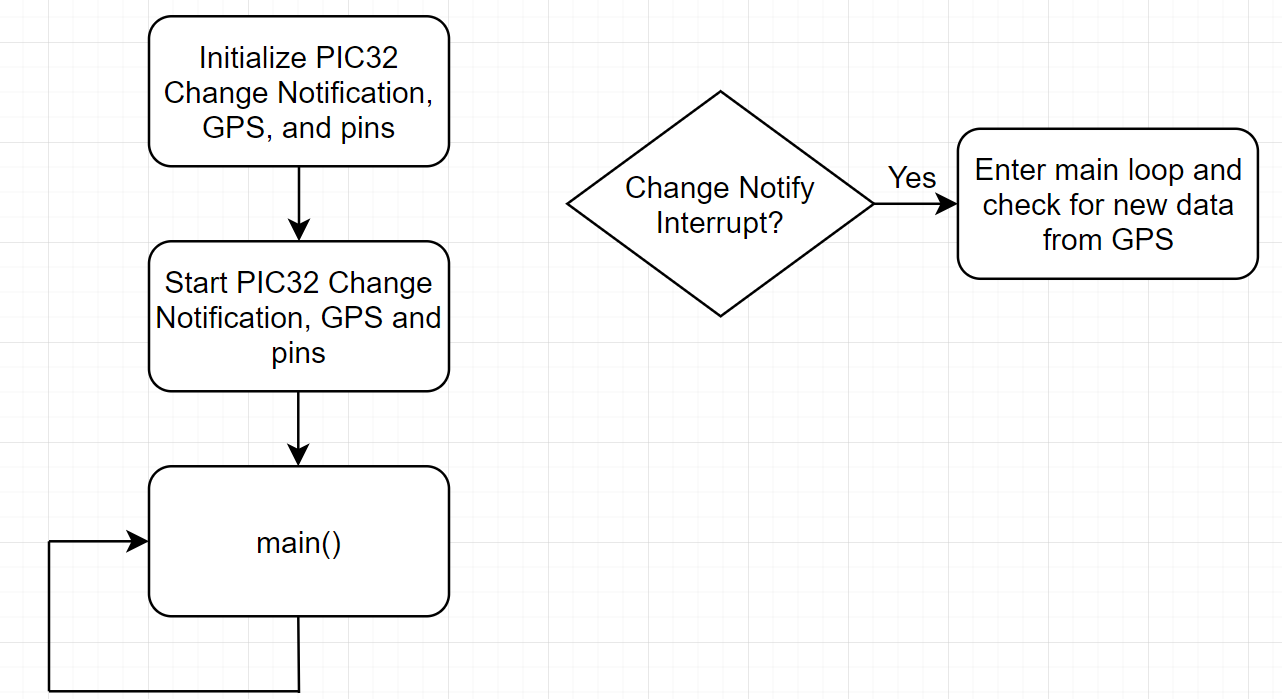 Initialize PIC32
Change Notification,
GPS, and pins
Start PIC32 Change
Notification, GPS and
pins
main()
Change Notify
Interrupt?
Yes
Enter main loop and
check for new data
from GPS